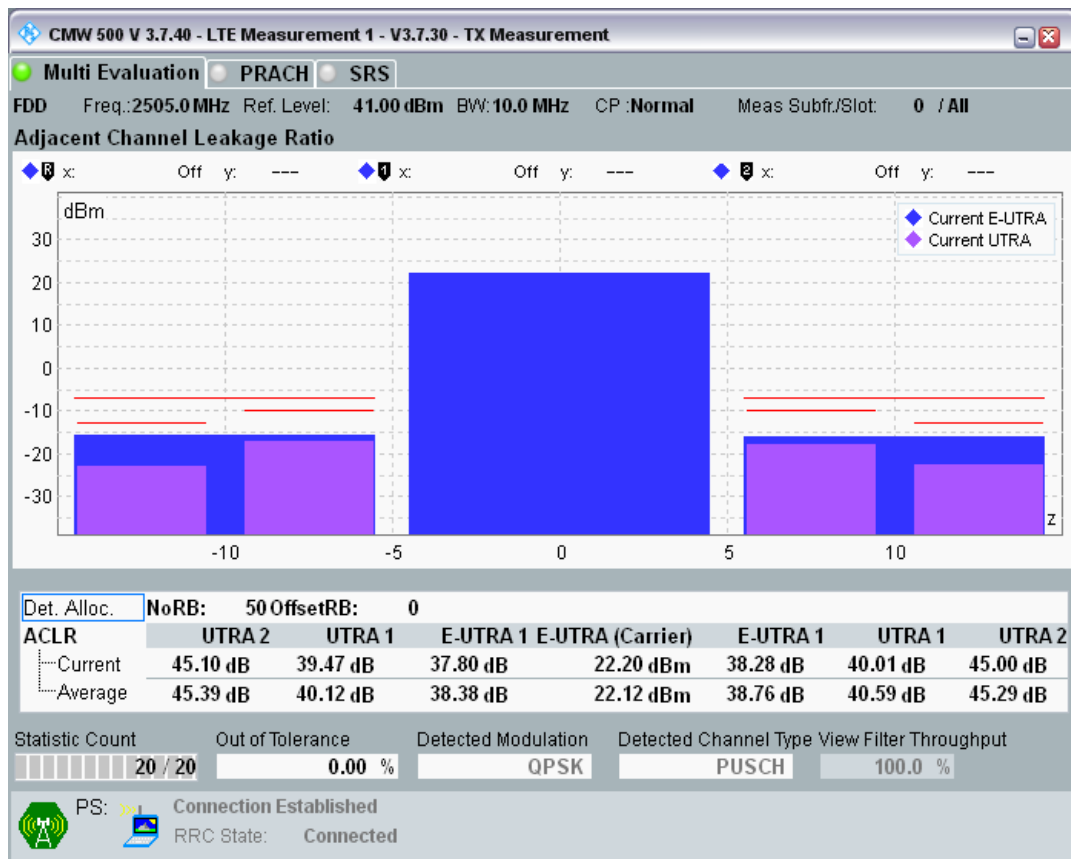 CMW 500 V 3.7.40 - LTE Measurement 1 - V3.7.30 - TX Measurement
Multi Evaluation PRACH SRS
FDD Freq.:2505.0 MHz Ref. Level: 41.00 dBm BW:10.0 MHz CP :Normal Meas Subfr./Slot: 0 / All
Adjacent Channel Leakage Ratio
R x: Off y: --- 1 x: Off y: --- 2 x: Off y: ---
dBm
Current E-UTRA
Current UTRA
30
20
10
0
-10
-20
-30
z
-10 -5 0 5 10
Det. Alloc. NoRB: 50 OffsetRB: 0
ACLR UTRA 2 UTRA 1 E-UTRA 1 E-UTRA (Carrier) E-UTRA 1 UTRA 1 UTRA 2
Current 45.10 dB 39.47 dB 37.80 dB 22.20 dBm 38.28 dB 40.01 dB 45.00 dB
Average 45.39 dB 40.12 dB 38.38 dB 22.12 dBm 38.76 dB 40.59 dB 45.29 dB
Statistic Count Out of Tolerance Detected Modulation Detected Channel Type View Filter Throughput
20 / 20 0.00 % QPSK PUSCH 100.0 %
PS: Connection Established
RRC State: Connected